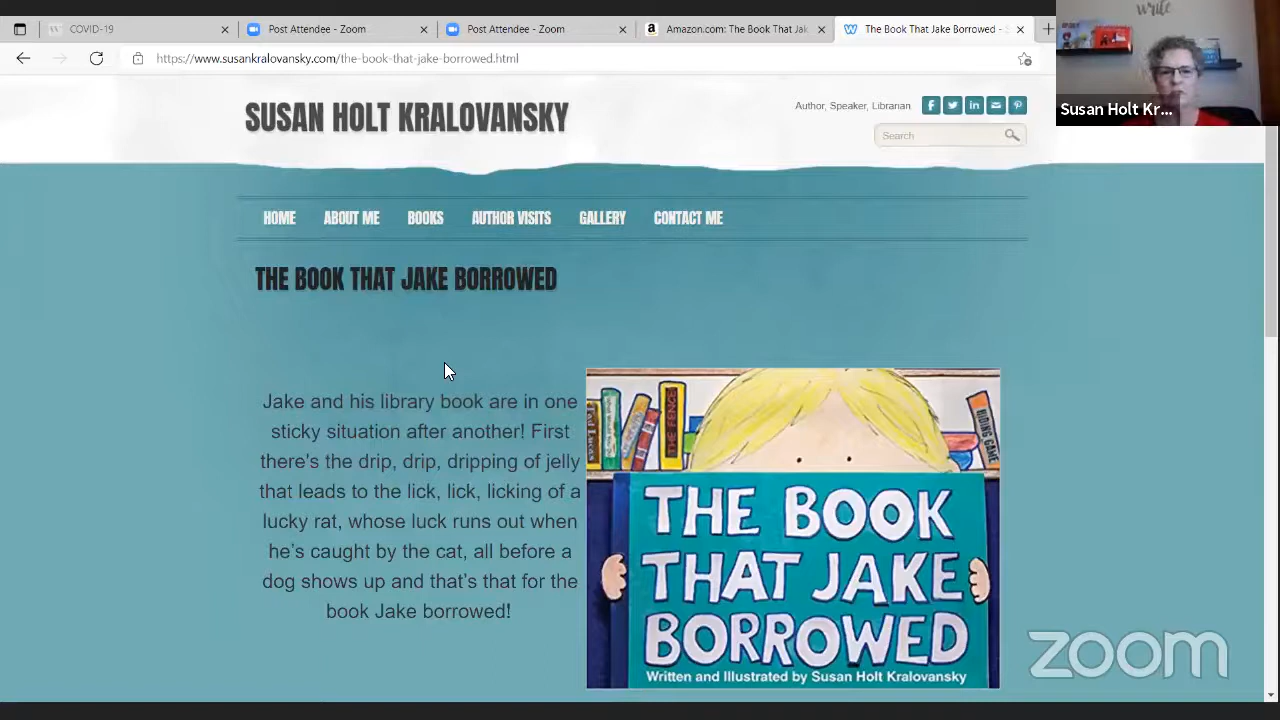 COVID-19
Post Attendee - Zoom
Post Attendee - Zoom
Amazon.com: The Book That Jak
The Book That Jake Borrowed -
https://www.susankralovansky.com/the-book-that-jake-borrowed.html
write
Susan Holt Kr...
SUSAN HOLT KRALOVANSKY
Author, Speaker, Librarian
Search
HOME ABOUT ME BOOKS AUTHOR VISITS GALLERY CONTACT ME
THE BOOK THAT JAKE BORROWED
Jake and his library book are in one
sticky situation after another! First
there's the drip, drip, dripping of jelly
that leads to the lick, lick, licking of a
lucky rat, whose luck runs out when
he's caught by the cat, all before a
dog shows up and that's that for the
book Jake borrowed!
THE FENCE
RIDING GAME
THE BOOK
THAT JAKE
BORROWED
Written and Illustrated by Susan Holt Kralovansky
zoom